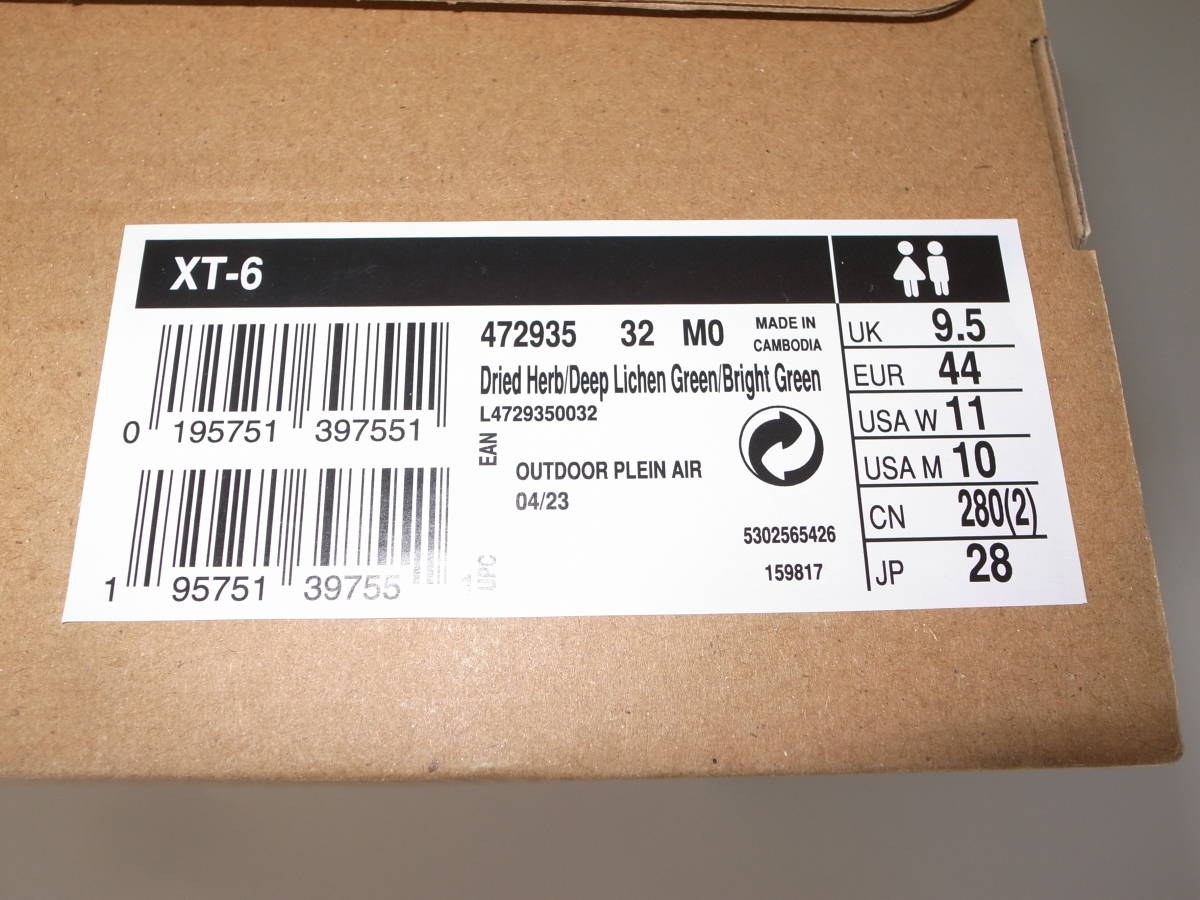 XT-6
0 195751 397551
1 95751 39755
EAN
UPC
472935 32 M0
MADE IN
CAMBODIA
Dried Herb/Deep Lichen Green/Bright Green
L4729350032
OUTDOOR PLEIN AIR
04/23
5302565426
159817
UK 9.5
EUR 44
USA W 11
USA M 10
CN 280(2)
JP 28